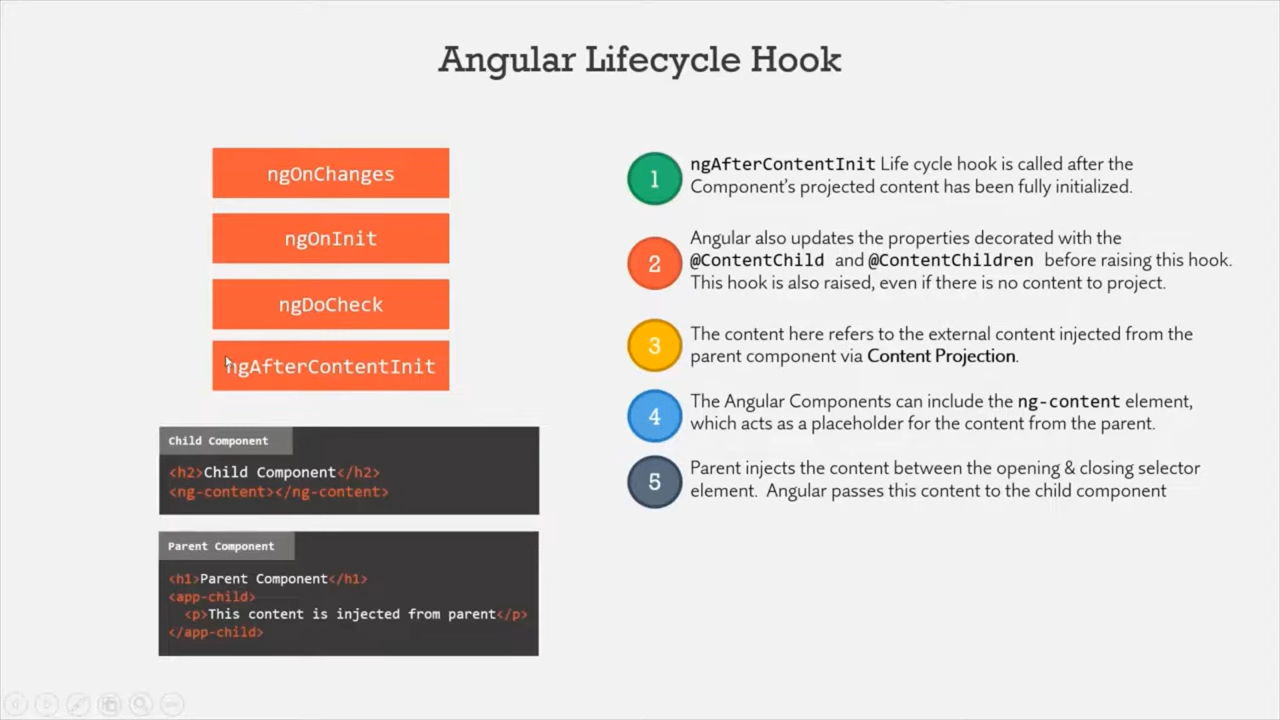 Angular Lifecycle Hook
ngOnChanges
ngOnInit
ngDoCheck
ngAfterContentInit
Child Component
<h2>Child Component</h2>
<ng-content></ng-content>
Parent Component
<h1>Parent Component</h1>
<app-child>
<p>This content is injected from parent</p>
</app-child>
1
ngAfterContentInit Life cycle hook is called after the
Component's projected content has been fully initialized.
2
Angular also updates the properties decorated with the
@ContentChild and @ContentChildren before raising this hook.
This hook is also raised, even if there is no content to project.
3
The content here refers to the external content injected from the
parent component via Content Projection.
4
The Angular Components can include the ng-content element,
which acts as a placeholder for the content from the parent.
5
Parent injects the content between the opening & closing selector
element. Angular passes this content to the child component